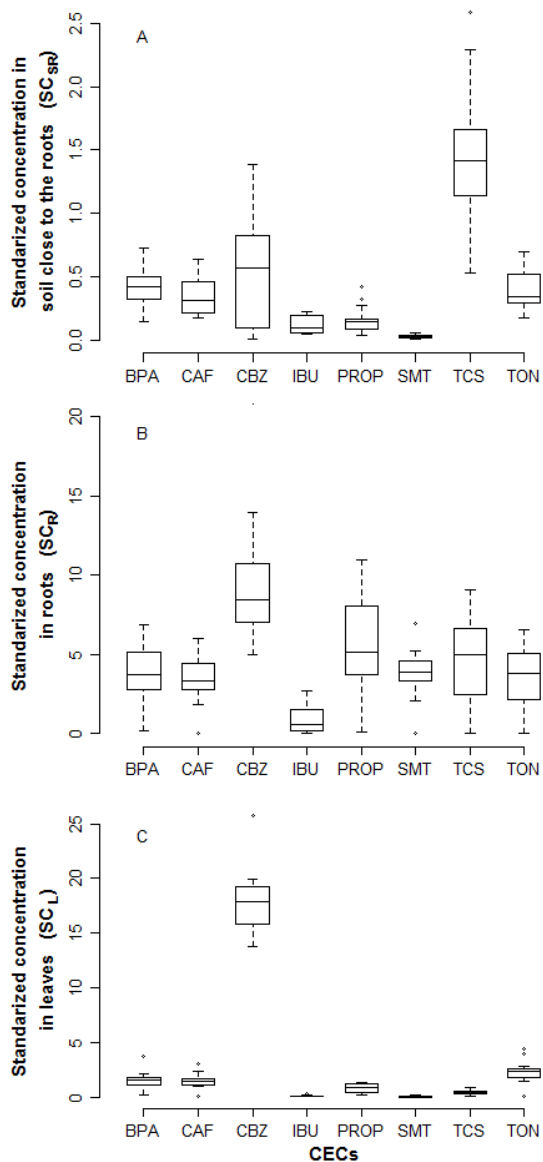 A
Standarized concentration in
soil close to the roots (SCSR)
0.0 0.5 1.0 1.5 2.0 2.5
BPA CAF CBZ IBU PROP SMT TCS TON
B
Standarized concentration
in roots (SCR)
0 5 10 15 20
BPA CAF CBZ IBU PROP SMT TCS TON
C
Standarized concentration
in leaves (SCL)
0 5 10 15 20 25
BPA CAF CBZ IBU PROP SMT TCS TON
CECs